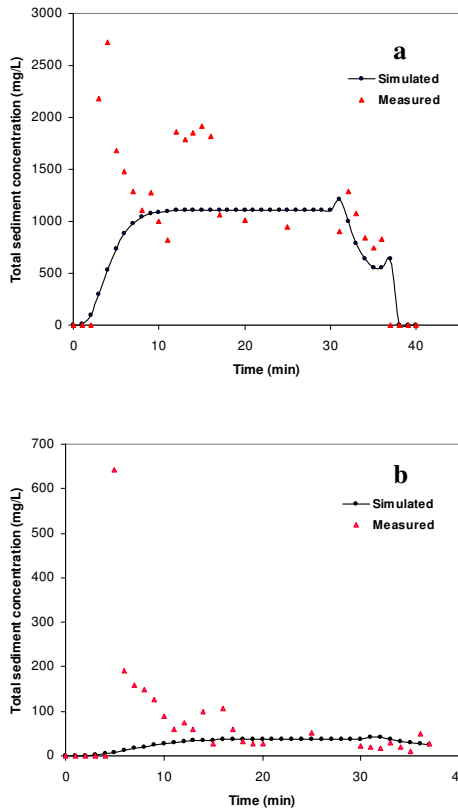 3000
a
Simulated
Measured
2500
2000
1500
1000
500
0
0 10 20 30 40
Total sediment concentration (mg/L)
Time (min)
700
b
Simulated
Measured
600
500
400
300
200
100
0
0 10 20 30 40
Total sediment concentration (mg/L)
Time (min)